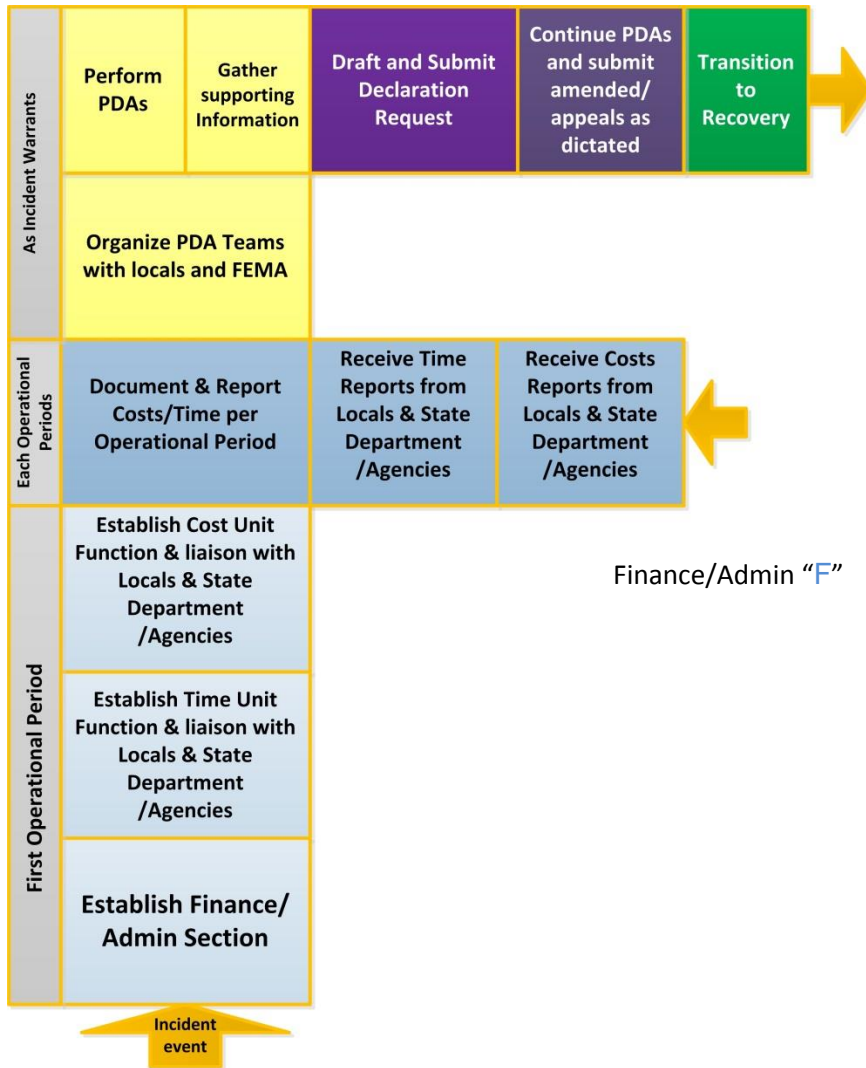 As Incident Warrants
Perform
PDAs
Gather
supporting
Information
Draft and Submit
Declaration
Request
Continue PDAs
and submit
amended/
appeals as
dictated
Transition
to
Recovery
Organize PDA Teams
with locals and FEMA
Each Operational
Periods
Document & Report
Costs/Time per
Operational Period
Receive Time
Reports from
Locals & State
Department
/Agencies
Receive Costs
Reports from
Locals & State
Department
/Agencies
First Operational Period
Establish Cost Unit
Function & liaison with
Locals & State
Department
/Agencies
Finance/Admin “F”
Establish Time Unit
Function & liaison with
Locals & State
Department
/Agencies
Establish Finance/
Admin Section
Incident
event